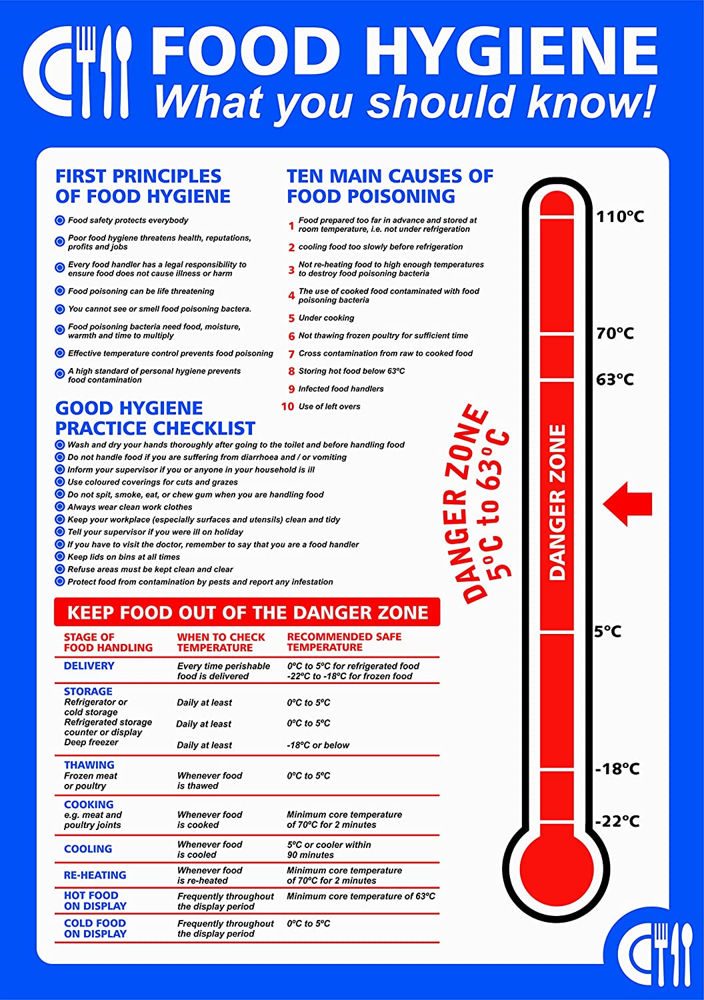 FOOD HYGIENE
What you should know!
FIRST PRINCIPLES
OF FOOD HYGIENE
Food safety protects everybody
Poor food hygiene threatens health, reputations,
profits and jobs
Every food handler has a legal responsibility to
ensure food does not cause illness or harm
Food poisoning can be life threatening
You cannot see or smell food poisoning bactera.
Food poisoning bacteria need food, moisture,
warmth and time to multiply
Effective temperature control prevents food poisoning
A high standard of personal hygiene prevents
food contamination
TEN MAIN CAUSES OF
FOOD POISONING
1 Food prepared too far in advance and stored at
room temperature, i.e. not under refrigeration
2 cooling food too slowly before refrigeration
3 Not re-heating food to high enough temperatures
to destroy food poisoning bacteria
4 The use of cooked food contaminated with food
poisoning bacteria
5 Under cooking
6 Not thawing frozen poultry for sufficient time
7 Cross contamination from raw to cooked food
8 Storing hot food below 63ºC
9 Infected food handlers
10 Use of left overs
GOOD HYGIENE
PRACTICE CHECKLIST
Wash and dry your hands thoroughly after going to the toilet and before handling food
Do not handle food if you are suffering from diarrhoea and / or vomiting
Inform your supervisor if you or anyone in your household is ill
Use coloured coverings for cuts and grazes
Do not spit, smoke, eat, or chew gum when you are handling food
Always wear clean work clothes
Keep your workplace (especially surfaces and utensils) clean and tidy
Tell your supervisor if you were ill on holiday
If you have to visit the doctor, remember to say that you are a food handler
Keep lids on bins at all times
Refuse areas must be kept clean and clear
Protect food from contamination by pests and report any infestation
KEEP FOOD OUT OF THE DANGER ZONE
STAGE OF
FOOD HANDLING
WHEN TO CHECK
TEMPERATURE
RECOMMENDED SAFE
TEMPERATURE
DELIVERY
Every time perishable
food is delivered
0ºC to 5ºC for refrigerated food
-22ºC to -18ºC for frozen food
STORAGE
Refrigerator or
cold storage
Daily at least
0ºC to 5ºC
Refrigerated storage
counter or display
Daily at least
0ºC to 5ºC
Deep freezer
Daily at least
-18ºC or below
THAWING
Frozen meat
or poultry
Whenever food
is thawed
0ºC to 5ºC
COOKING
e.g. meat and
poultry joints
Whenever food
is cooked
Minimum core temperature
of 70ºC for 2 minutes
COOLING
Whenever food
is cooled
5ºC or cooler within
90 minutes
RE-HEATING
Whenever food
is re-heated
Minimum core temperature
of 70ºC for 2 minutes
HOT FOOD
ON DISPLAY
Frequently throughout
the display period
Minimum core temperature of 63ºC
COLD FOOD
ON DISPLAY
Frequently throughout
the display period
0ºC to 5ºC
DANGER ZONE
5ºC to 63ºC
DANGER ZONE
110ºC
70ºC
63ºC
5ºC
-18ºC
-22ºC